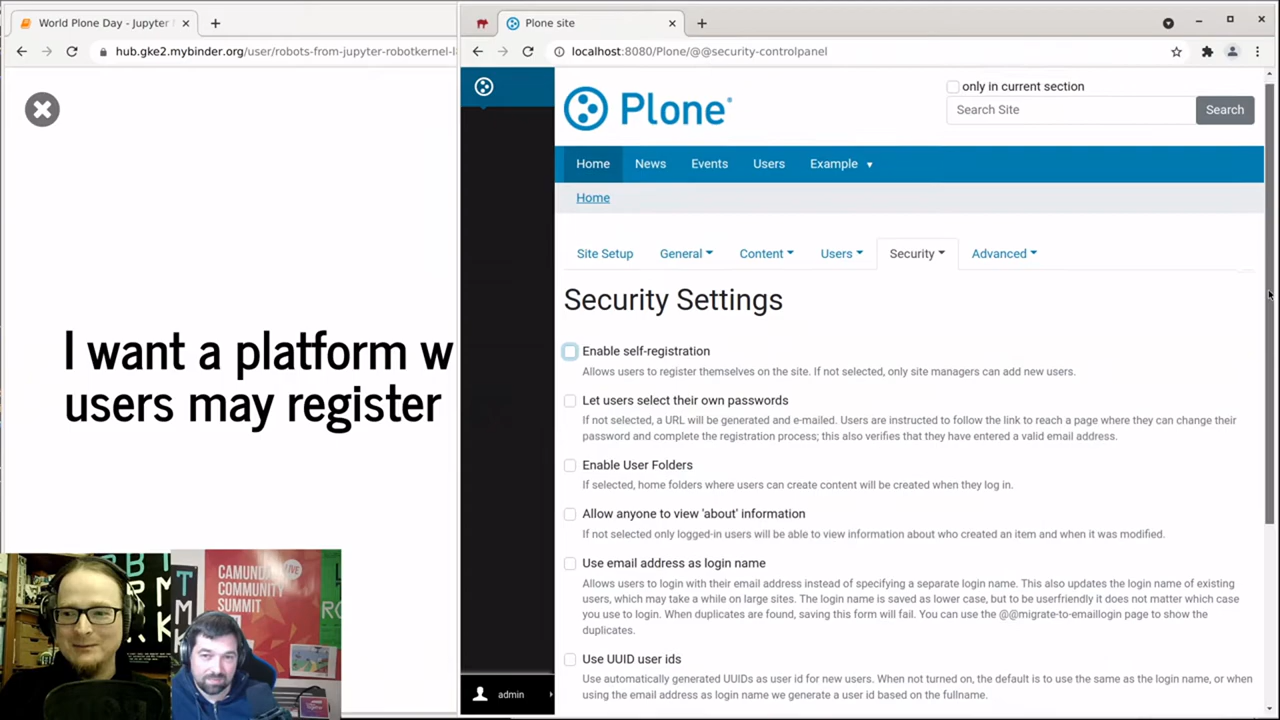 World Plone Day - Jupyter
hub.gke2.mybinder.org/user/robots-from-jupyter-robotkernel-l
I want a platform w
users may register
CAMUNDA
COMMUNITY
SUMMIT
LIVE
Plone site
localhost:8080/Plone/@@security-controlpanel
Plone®
only in current section
Search Site
Search
Home
News
Events
Users
Example
Home
Site Setup
General
Content
Users
Security
Advanced
Security Settings
Enable self-registration
Allows users to register themselves on the site. If not selected, only site managers can add new users.
Let users select their own passwords
If not selected, a URL will be generated and e-mailed. Users are instructed to follow the link to reach a page where they can change their
password and complete the registration process; this also verifies that they have entered a valid email address.
Enable User Folders
If selected, home folders where users can create content will be created when they log in.
Allow anyone to view 'about' information
If not selected only logged-in users will be able to view information about who created an item and when it was modified.
Use email address as login name
Allows users to login with their email address instead of specifying a separate login name. This also updates the login name of existing
users, which may take a while on large sites. The login name is saved as lower case, but to be userfriendly it does not matter which case
you use to login. When duplicates are found, saving this form will fail. You can use the @@migrate-to-emaillogin page to show the
duplicates.
Use UUID user ids
Use automatically generated UUIDs as user id for new users. When not turned on, the default is to use the same as the login name, or when
using the email address as login name we generate a user id based on the fullname.
admin